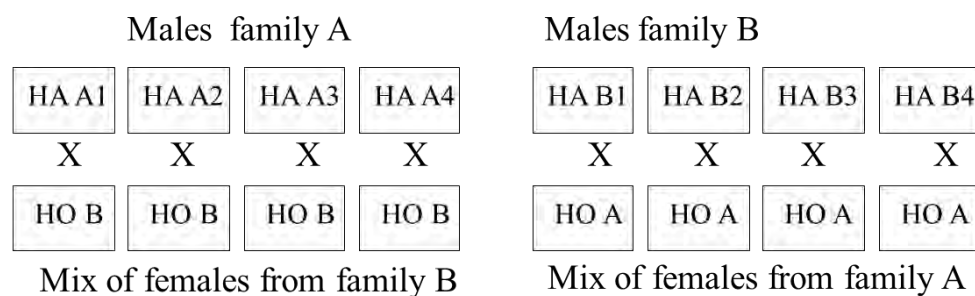 Males family A
HA A1 HA A2 HA A3 HA A4
X X X X
HO B HO B HO B HO B
Mix of females from family B
Males family B
HA B1 HA B2 HA B3 HA B4
X X X X
HO A HO A HO A HO A
Mix of females from family A